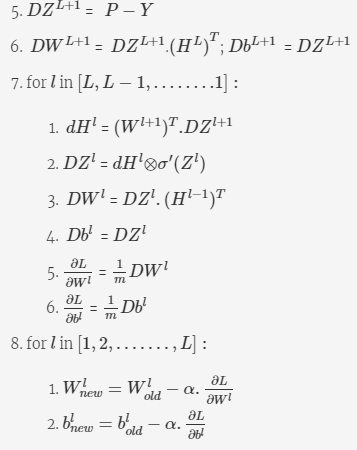 5. DZ^{L+1} = P − Y
6. DW^{L+1} = DZ^{L+1}.(H^L)^T ; Db^{L+1} = DZ^{L+1}
7. for l in [L, L − 1, ........1] :
1. dH^l = (W^{l+1})^T.DZ^{l+1}
2. DZ^l = dH^l⊗σ′(Z^l)
3. DW^l = DZ^l.(H^{l−1})^T
4. Db^l = DZ^l
5. ∂L/∂W^l = 1/m DW^l
6. ∂L/∂b^l = 1/m Db^l
8. for l in [1, 2, ......., L] :
1. W^l_{new} = W^l_{old} − α. ∂L/∂W^l
2. b^l_{new} = b^l_{old} − α. ∂L/∂b^l